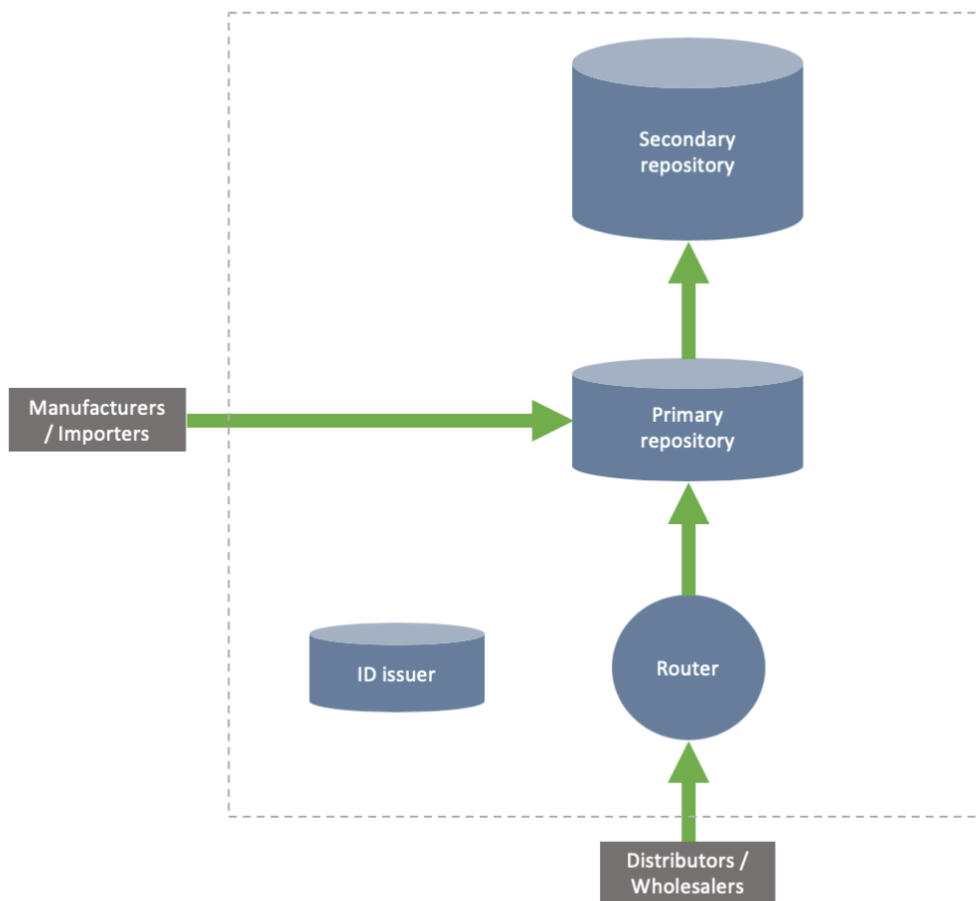 Secondary
repository
Manufacturers
/ Importers
Primary
repository
ID issuer
Router
Distributors /
Wholesalers